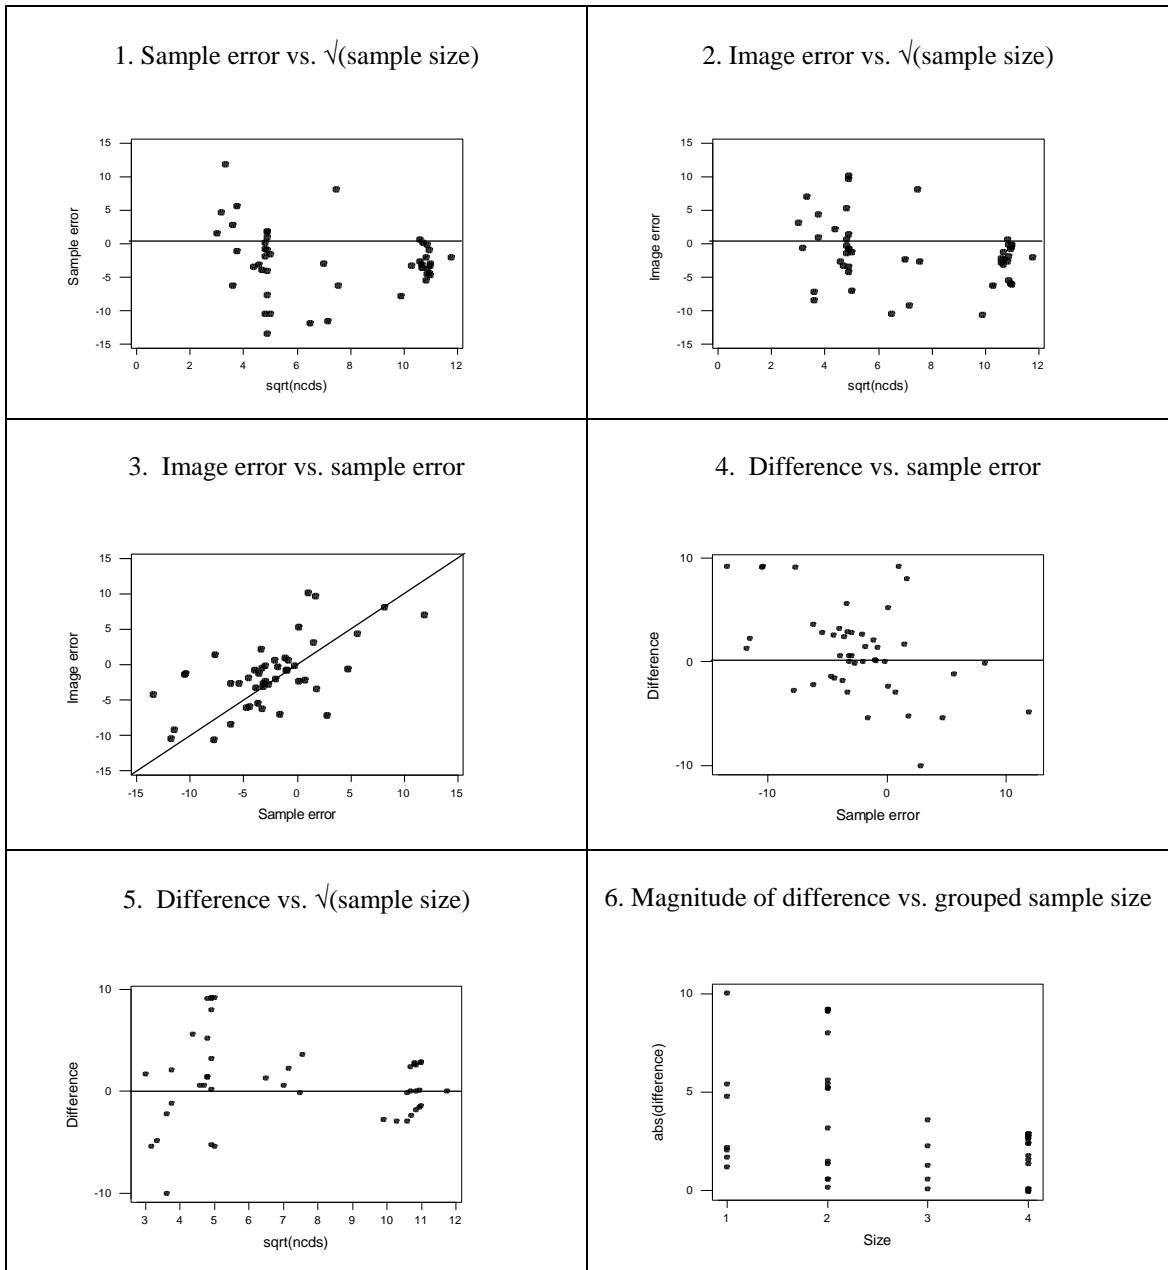 1. Sample error vs. √(sample size)
15
10
5
0
-5
-10
-15
Sample error
0 2 4 6 8 10 12
sqrt(ncds)
2. Image error vs. √(sample size)
15
10
5
0
-5
-10
-15
Image error
0 2 4 6 8 10 12
sqrt(ncds)
3. Image error vs. sample error
15
10
5
0
-5
-10
-15
Image error
-15 -10 -5 0 5 10 15
Sample error
4. Difference vs. sample error
10
0
-10
Difference
-10 0 10
Sample error
5. Difference vs. √(sample size)
10
0
-10
Difference
3 4 5 6 7 8 9 10 11 12
sqrt(ncds)
6. Magnitude of difference vs. grouped sample size
10
5
0
abs(difference)
1 2 3 4
Size